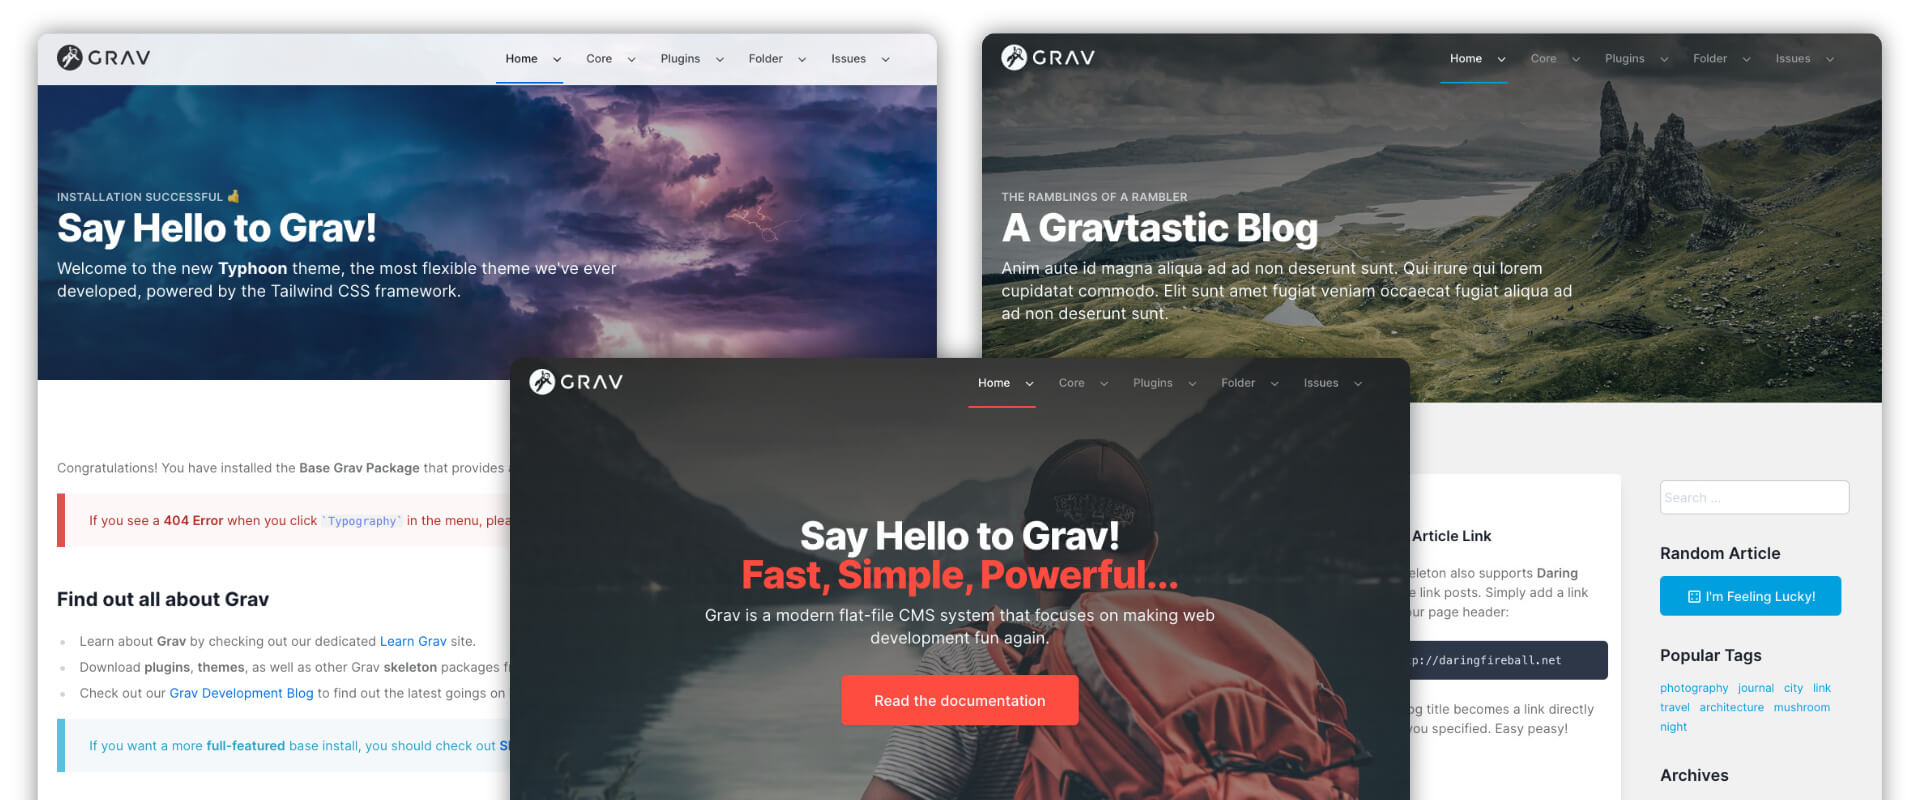 GRAV
Home Core Plugins Folder Issues
INSTALLATION SUCCESSFUL 👍
Say Hello to Grav!
Welcome to the new Typhoon theme, the most flexible theme we've ever
developed, powered by the Tailwind CSS framework.
Congratulations! You have installed the Base Grav Package that provides
If you see a 404 Error when you click `Typography` in the menu,
Find out all about Grav
Learn about Grav by checking out our dedicated Learn Grav site.
Download plugins, themes, as well as other Grav skeleton packages
Check out our Grav Development Blog to find out the latest goings on
If you want a more full-featured base install, you should check out
GRAV
Home Core Plugins Folder Issues
THE RAMBLINGS OF A RAMBLER
A Gravtastic Blog
Anim aute id magna aliqua ad ad non deserunt sunt. Qui irure qui lorem
cupidatat commodo. Elit sunt amet fugiat veniam occaecat fugiat aliqua ad
ad non deserunt sunt.
GRAV
Home Core Plugins Folder Issues
Say Hello to Grav!
Fast, Simple, Powerful...
Grav is a modern flat-file CMS system that focuses on making web
development fun again.
Read the documentation
Article Link
also supports Daring
link posts. Simply add a link
page header:
p://daringfireball.net
title becomes a link directly
you specified. Easy peasy!
Search ...
Random Article
I'm Feeling Lucky!
Popular Tags
photography journal city link
travel architecture mushroom
night
Archives